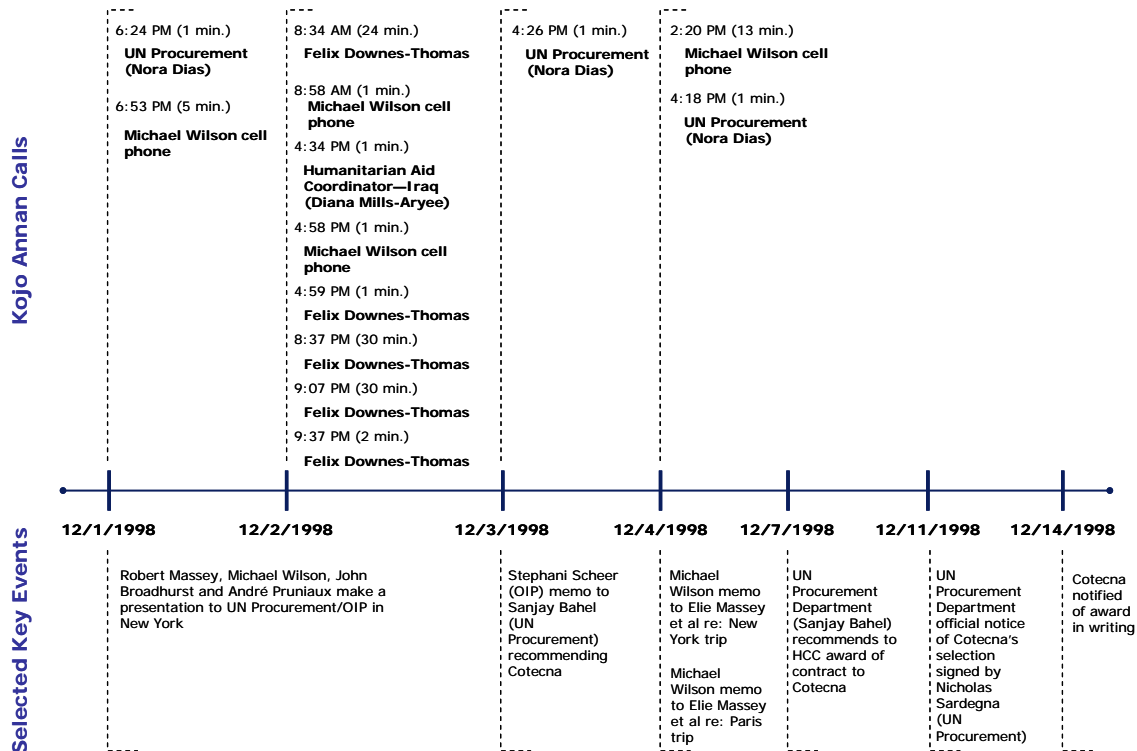 Kojo Annan Calls
6:24 PM (1 min.)
UN Procurement
(Nora Dias)
6:53 PM (5 min.)
Michael Wilson cell
phone
8:34 AM (24 min.)
Felix Downes-Thomas
8:58 AM (1 min.)
Michael Wilson cell
phone
4:34 PM (1 min.)
Humanitarian Aid
Coordinator—Iraq
(Diana Mills-Aryee)
4:58 PM (1 min.)
Michael Wilson cell
phone
4:59 PM (1 min.)
Felix Downes-Thomas
8:37 PM (30 min.)
Felix Downes-Thomas
9:07 PM (30 min.)
Felix Downes-Thomas
9:37 PM (2 min.)
Felix Downes-Thomas
4:26 PM (1 min.)
UN Procurement
(Nora Dias)
2:20 PM (13 min.)
Michael Wilson cell
phone
4:18 PM (1 min.)
UN Procurement
(Nora Dias)
12/1/1998
12/2/1998
12/3/1998
12/4/1998
12/7/1998
12/11/1998
12/14/1998
Selected Key Events
Robert Massey, Michael Wilson, John
Broadhurst and André Pruniaux make a
presentation to UN Procurement/OIP in
New York
Stephani Scheer
(OIP) memo to
Sanjay Bahel
(UN
Procurement)
recommending
Cotecna
Michael
Wilson memo
to Elie Massey
et al re: New
York trip
Michael
Wilson memo
to Elie Massey
et al re: Paris
trip
UN
Procurement
Department
(Sanjay Bahel)
recommends to
HCC award of
contract to
Cotecna
UN
Procurement
Department
official notice
of Cotecna's
selection
signed by
Nicholas
Sardegna
(UN
Procurement)
Cotecna
notified
of award
in writing